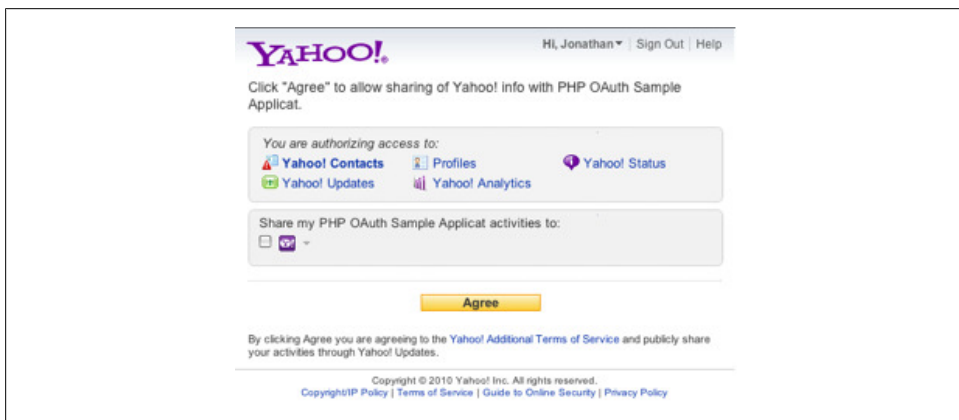 YAHOO!
Hi, Jonathan | Sign Out | Help
Click "Agree" to allow sharing of Yahoo! info with PHP OAuth Sample
Applicat.
You are authorizing access to:
Yahoo! Contacts Profiles Yahoo! Status
Yahoo! Updates Yahoo! Analytics
Share my PHP OAuth Sample Applicat activities to:
Y!
Agree
By clicking Agree you are agreeing to the Yahoo! Additional Terms of Service and publicly share
your activities through Yahoo! Updates.
Copyright © 2010 Yahoo! Inc. All rights reserved.
Copyright/IP Policy | Terms of Service | Guide to Online Security | Privacy Policy